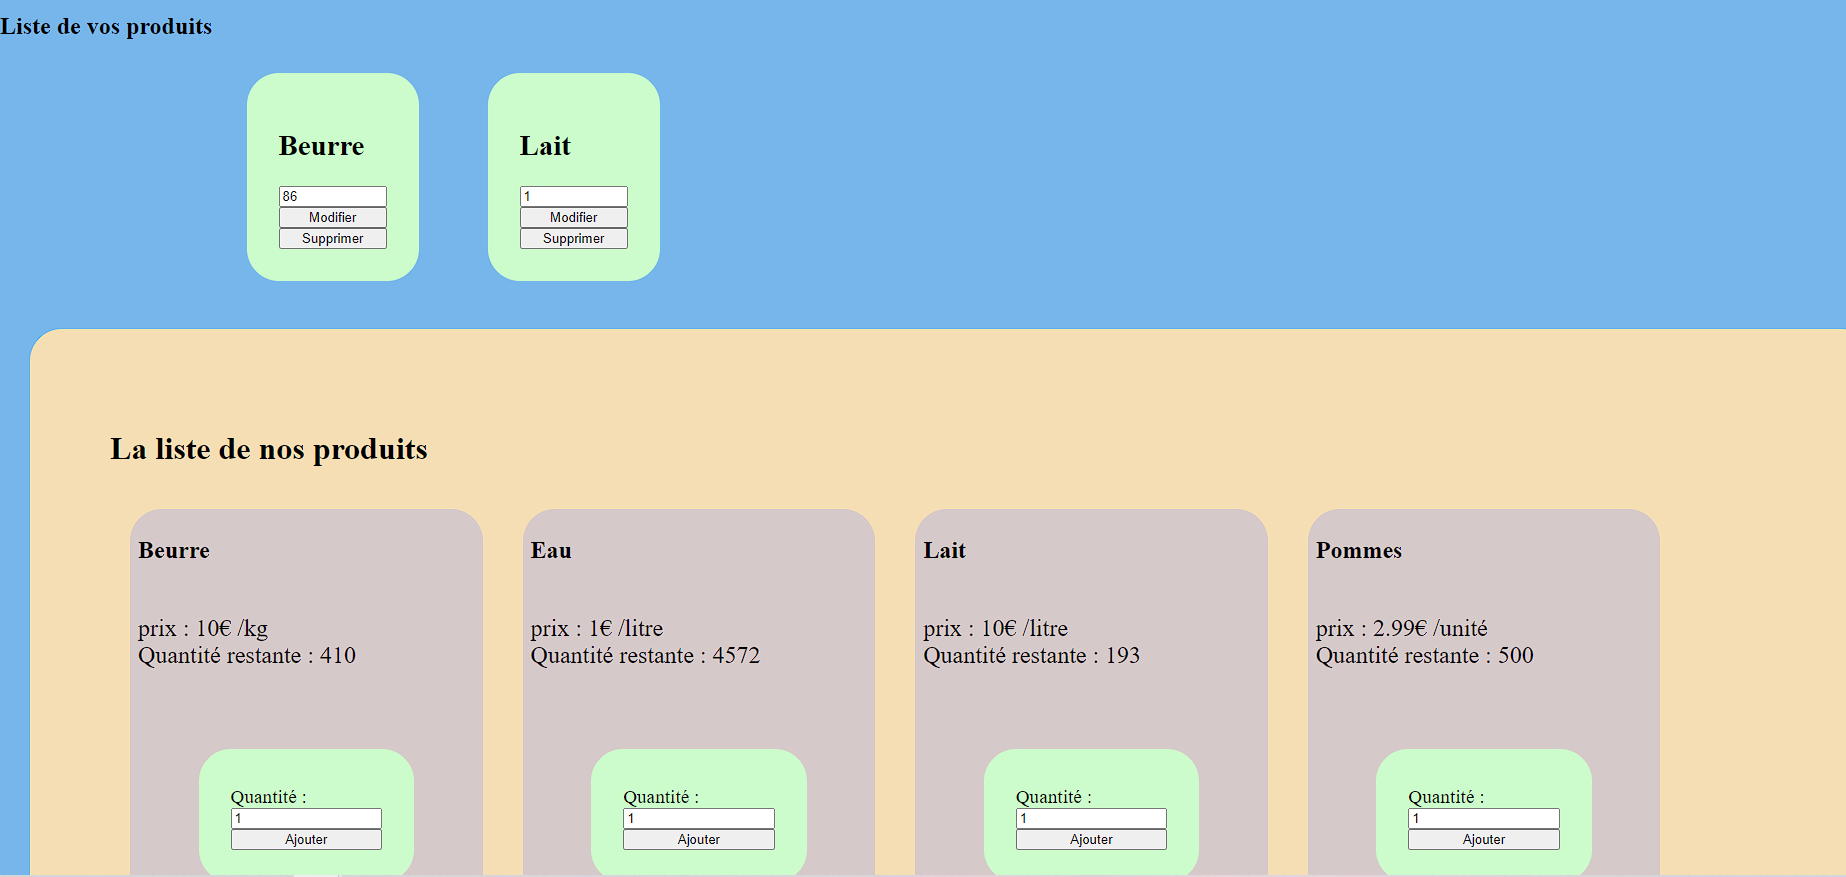 Liste de vos produits
Beurre
86
Modifier
Supprimer
Lait
1
Modifier
Supprimer
La liste de nos produits
Beurre
prix : 10€ /kg
Quantité restante : 410
Quantité :
1
Ajouter
Eau
prix : 1€ /litre
Quantité restante : 4572
Quantité :
1
Ajouter
Lait
prix : 10€ /litre
Quantité restante : 193
Quantité :
1
Ajouter
Pommes
prix : 2.99€ /unité
Quantité restante : 500
Quantité :
1
Ajouter